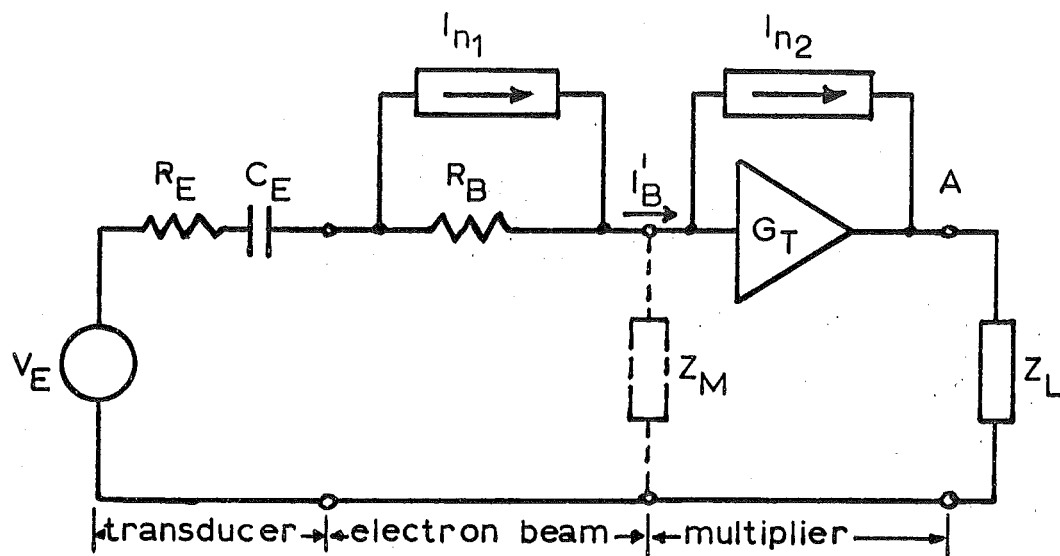 In1
In2
RE
CE
RB
I'B
A
GT
VE
ZM
ZL
transducer
electron beam
multiplier